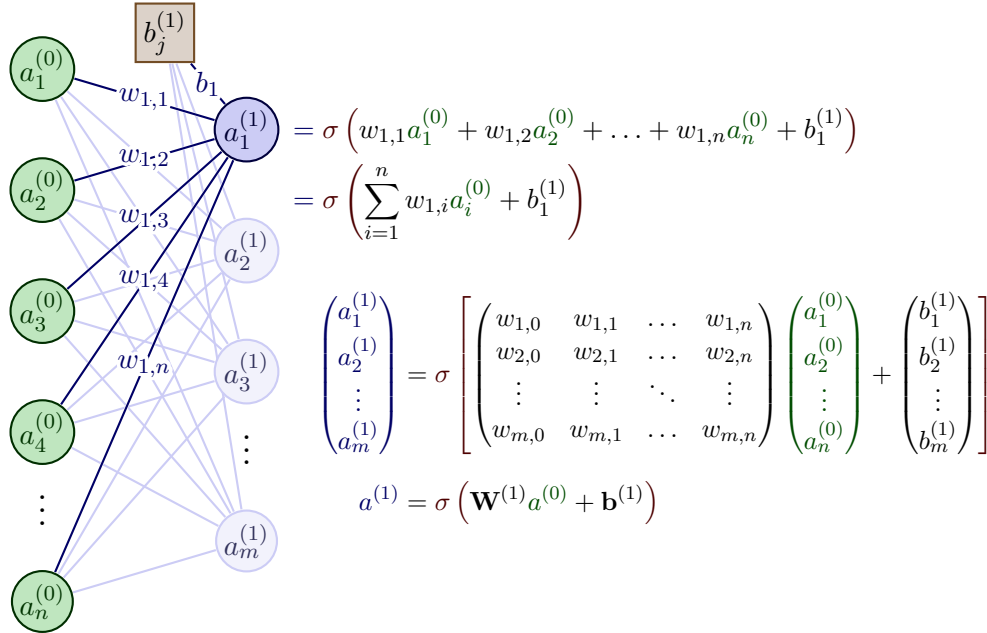 b_j^{(1)}
a_1^{(0)}
b_1
w_{1,1}
a_1^{(1)} = σ ( w_{1,1}a_1^{(0)} + w_{1,2}a_2^{(0)} + … + w_{1,n}a_n^{(0)} + b_1^{(1)} )
w_{1,2}
a_2^{(0)}
= σ ( ∑_{i=1}^{n} w_{1,i}a_i^{(0)} + b_1^{(1)} )
w_{1,3}
a_2^{(1)}
w_{1,4}
a_3^{(0)}
w_{1,n}
a_3^{(1)}
a_4^{(0)}
⋮
⋮
a_m^{(1)}
a_n^{(0)}
a_1^{(1)} w_{1,0} w_{1,1} … w_{1,n} a_1^{(0)} b_1^{(1)}
a_2^{(1)} = σ w_{2,0} w_{2,1} … w_{2,n} a_2^{(0)} + b_2^{(1)}
⋮ ⋮ ⋮ ⋱ ⋮ ⋮ ⋮
a_m^{(1)} w_{m,0} w_{m,1} … w_{m,n} a_n^{(0)} b_m^{(1)}
a^{(1)} = σ ( W^{(1)}a^{(0)} + b^{(1)} )